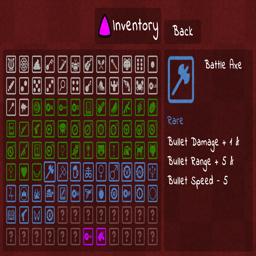 Inventory
Back
Battle Axe
Rare
Bullet Damage + 1
Bullet Range + 5
Bullet Speed - 5